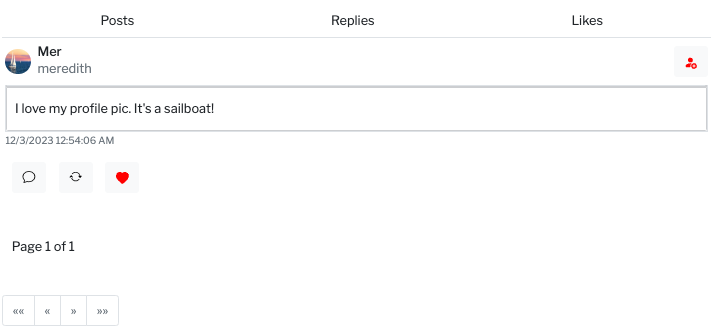 Posts Replies Likes
Mer
meredith
I love my profile pic. It's a sailboat!
12/3/2023 12:54:06 AM
Page 1 of 1
«« « » »»